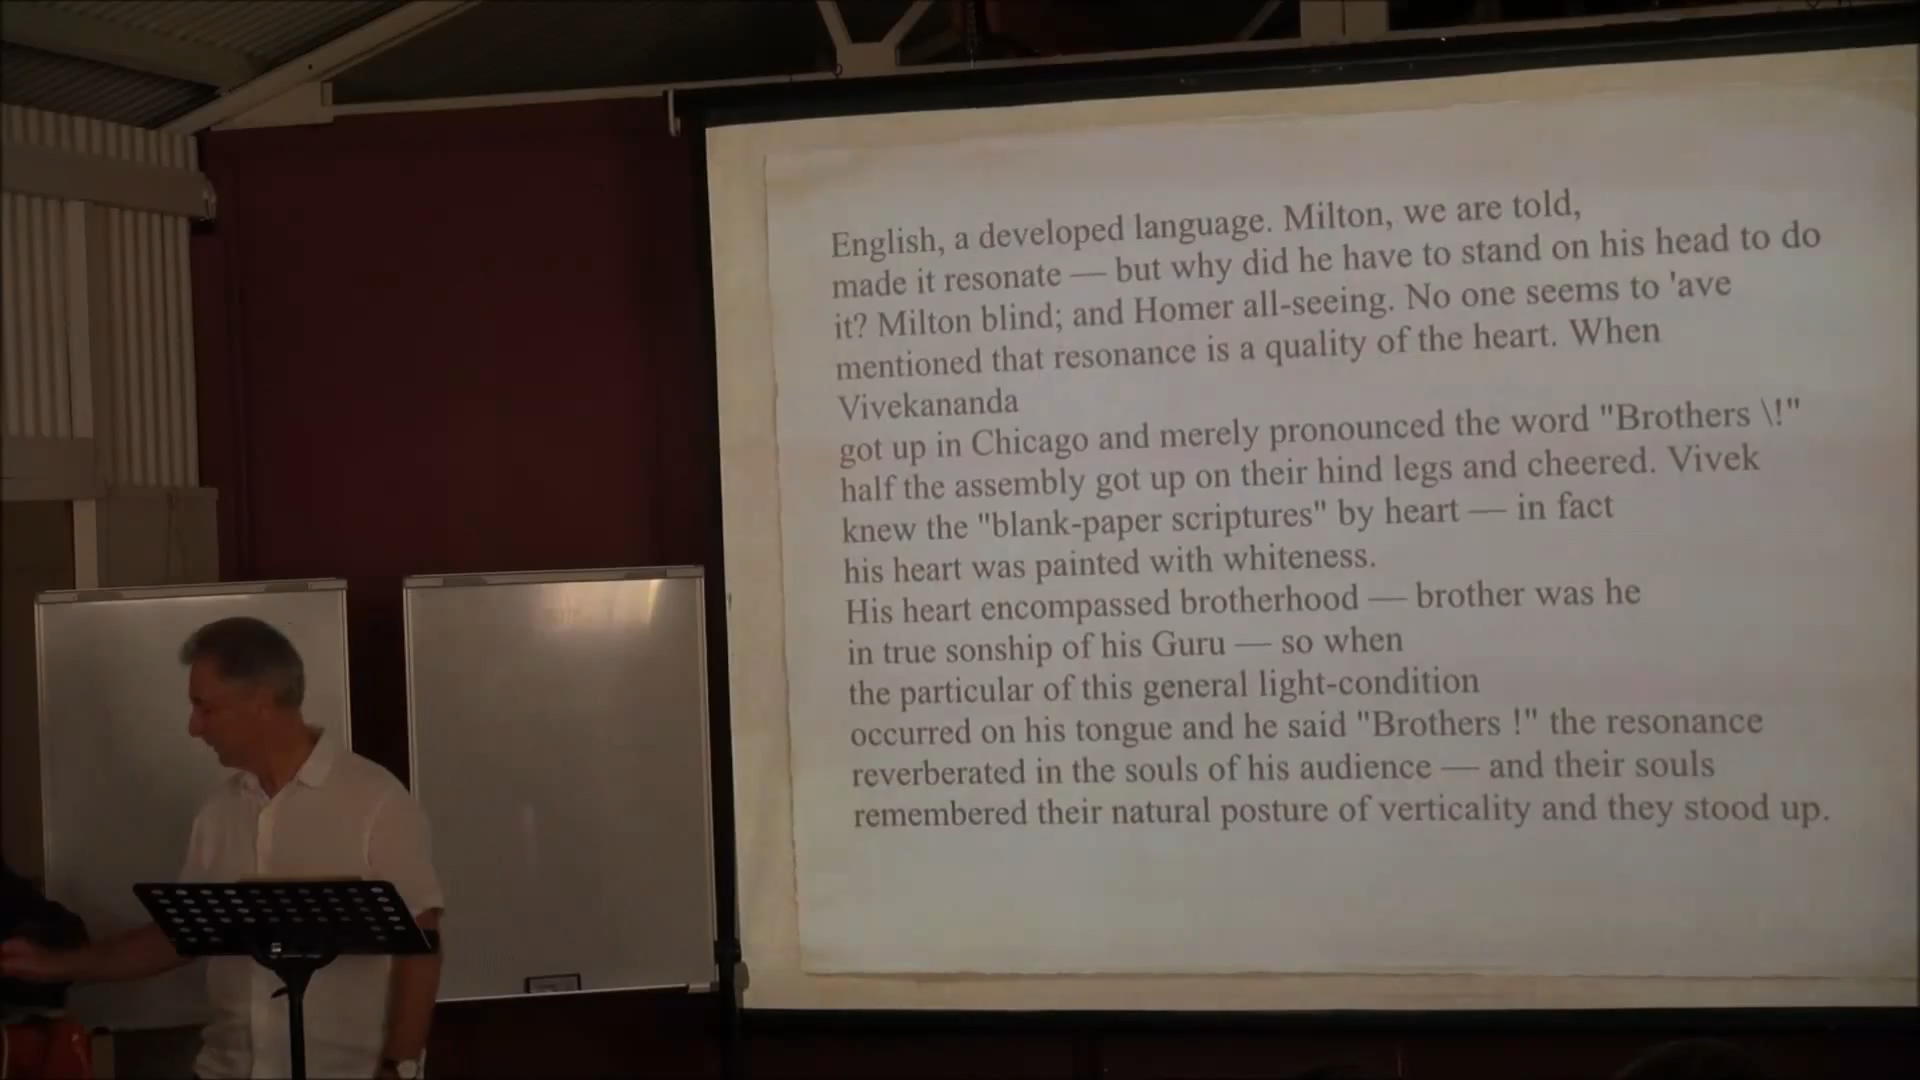 English, a developed language. Milton, we are told,
made it resonate — but why did he have to stand on his head to do
it? Milton blind; and Homer all-seeing. No one seems to 'ave
mentioned that resonance is a quality of the heart. When
Vivekananda
got up in Chicago and merely pronounced the word "Brothers \!"
half the assembly got up on their hind legs and cheered. Vivek
knew the "blank-paper scriptures" by heart — in fact
his heart was painted with whiteness.
His heart encompassed brotherhood — brother was he
in true sonship of his Guru — so when
the particular of this general light-condition
occurred on his tongue and he said "Brothers !" the resonance
reverberated in the souls of his audience — and their souls
remembered their natural posture of verticality and they stood up.